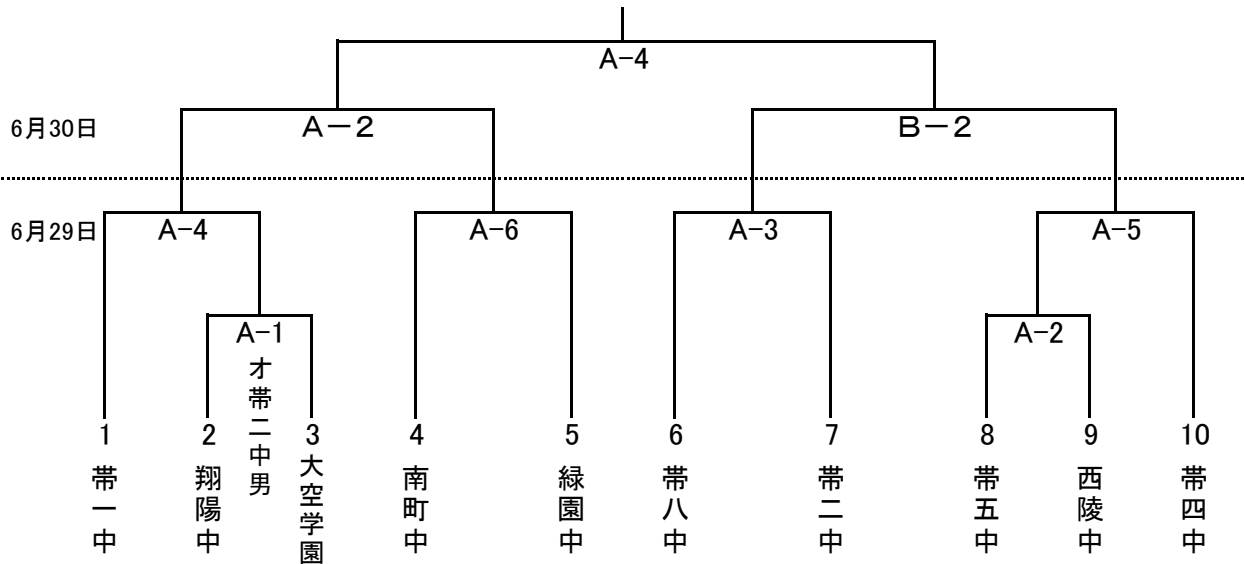 A-4
6月30日
A－2
B－2
6月29日
A-4
A-6
A-3
A-5
A-1
A-2
オ帯二中男
1
2
3
4
5
6
7
8
9
10
帯一中
翔陽中
大空学園
南町中
緑園中
帯八中
帯二中
帯五中
西陵中
帯四中